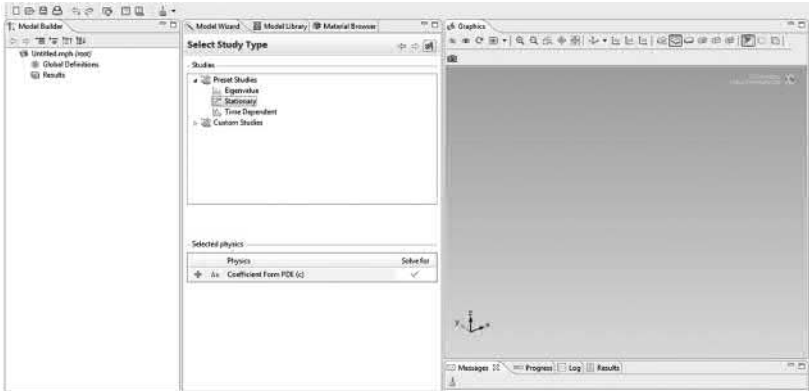 Model Builder
Untitled.mph (root)
Global Definitions
Results
Model Wizard
Model Library
Material Browser
Select Study Type
Studies
Preset Studies
Eigenvalue
Stationary
Time Dependent
Custom Studies
Selected physics
Physics
Solve for
Δu Coefficient Form PDE (c)
Graphics
z
y
x
Messages
Progress
Log
Results